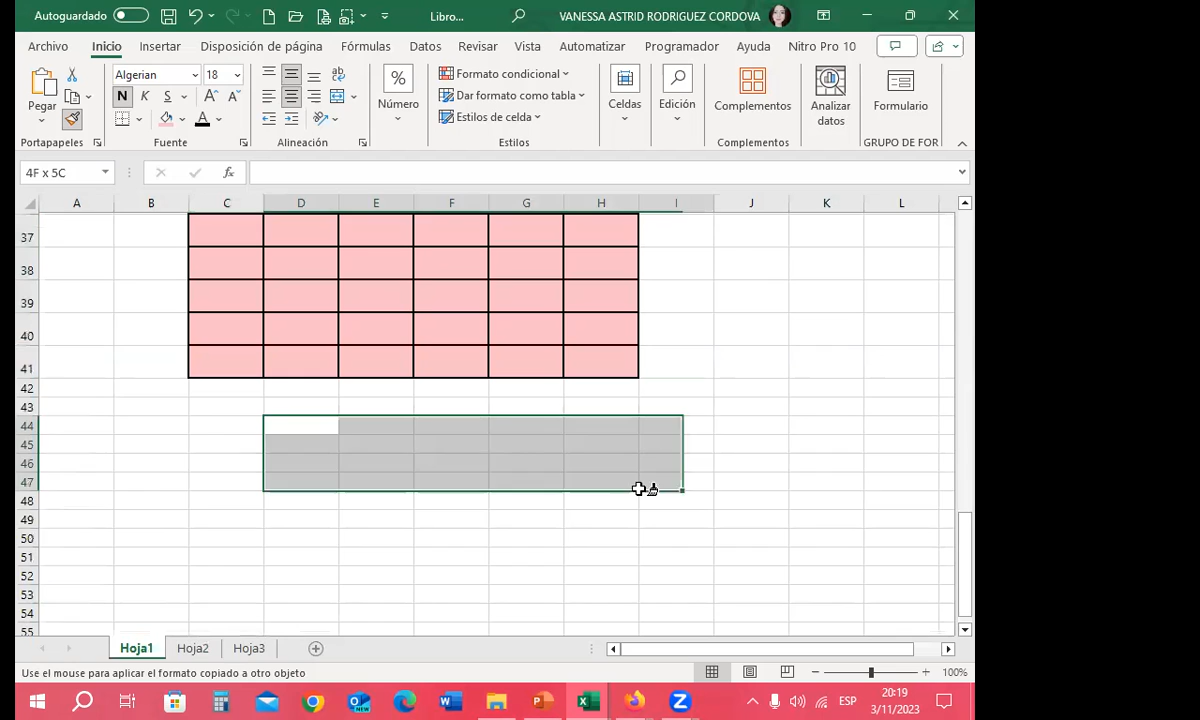 Autoguardado
Libro...
VANESSA ASTRID RODRIGUEZ CORDOVA
Archivo Inicio Insertar Disposición de página Fórmulas Datos Revisar Vista Automatizar Programador Ayuda Nitro Pro 10
Pegar
Algerian 18
N K S
ab
%
Número
Formato condicional
Dar formato como tabla
Estilos de celda
Celdas
Edición
Complementos
Analizar
datos
Formulario
Portapapeles Fuente Alineación Estilos Complementos GRUPO DE FOR
4F x 5C
fx
A B C D E F G H I J K L
37
38
39
40
41
42
43
44
45
46
47
48
49
50
51
52
53
54
55
Hoja1 Hoja2 Hoja3
Use el mouse para aplicar el formato copiado a otro objeto
100%
ESP
20:19
3/11/2023